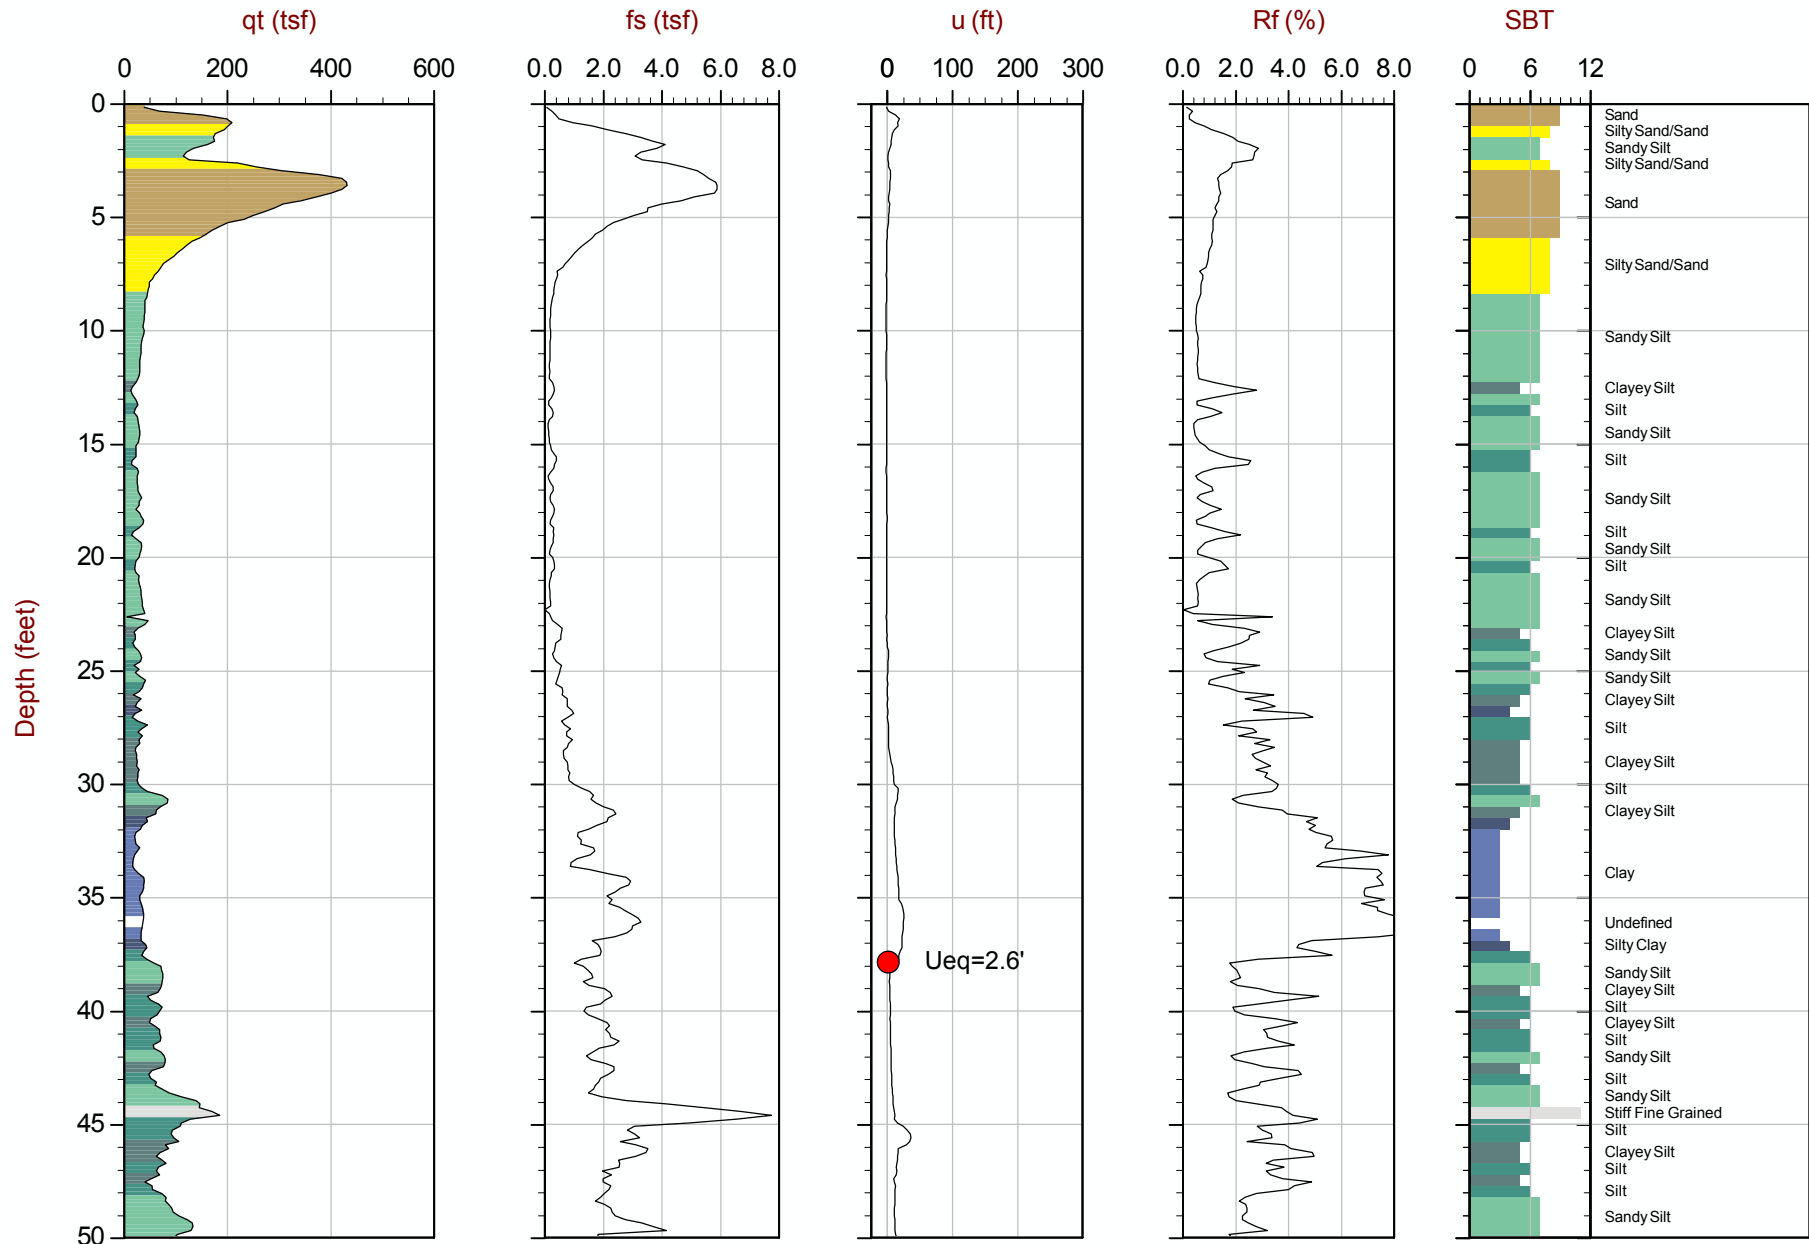 qt (tsf) fs (tsf) u (ft) Rf (%) SBT
0 200 400 600 0.0 2.0 4.0 6.0 8.0 0 100 200 300 0.0 2.0 4.0 6.0 8.0 0 6 12
0
Sand
Silty Sand/Sand
Sandy Silt
Silty Sand/Sand
Sand
5
Silty Sand/Sand
10
Sandy Silt
Clayey Silt
Silt
Sandy Silt
15
Silt
Sandy Silt
Silt
Sandy Silt
20
Silt
Sandy Silt
Clayey Silt
Sandy Silt
25
Sandy Silt
Clayey Silt
Silt
Clayey Silt
30
Silt
Clayey Silt
Clay
35
Undefined
Silty Clay
Ueq=2.6'
Sandy Silt
Clayey Silt
Silt
40
Clayey Silt
Silt
Sandy Silt
Silt
Sandy Silt
Stiff Fine Grained
45
Silt
Clayey Silt
Silt
Silt
Sandy Silt
50
Depth (feet)